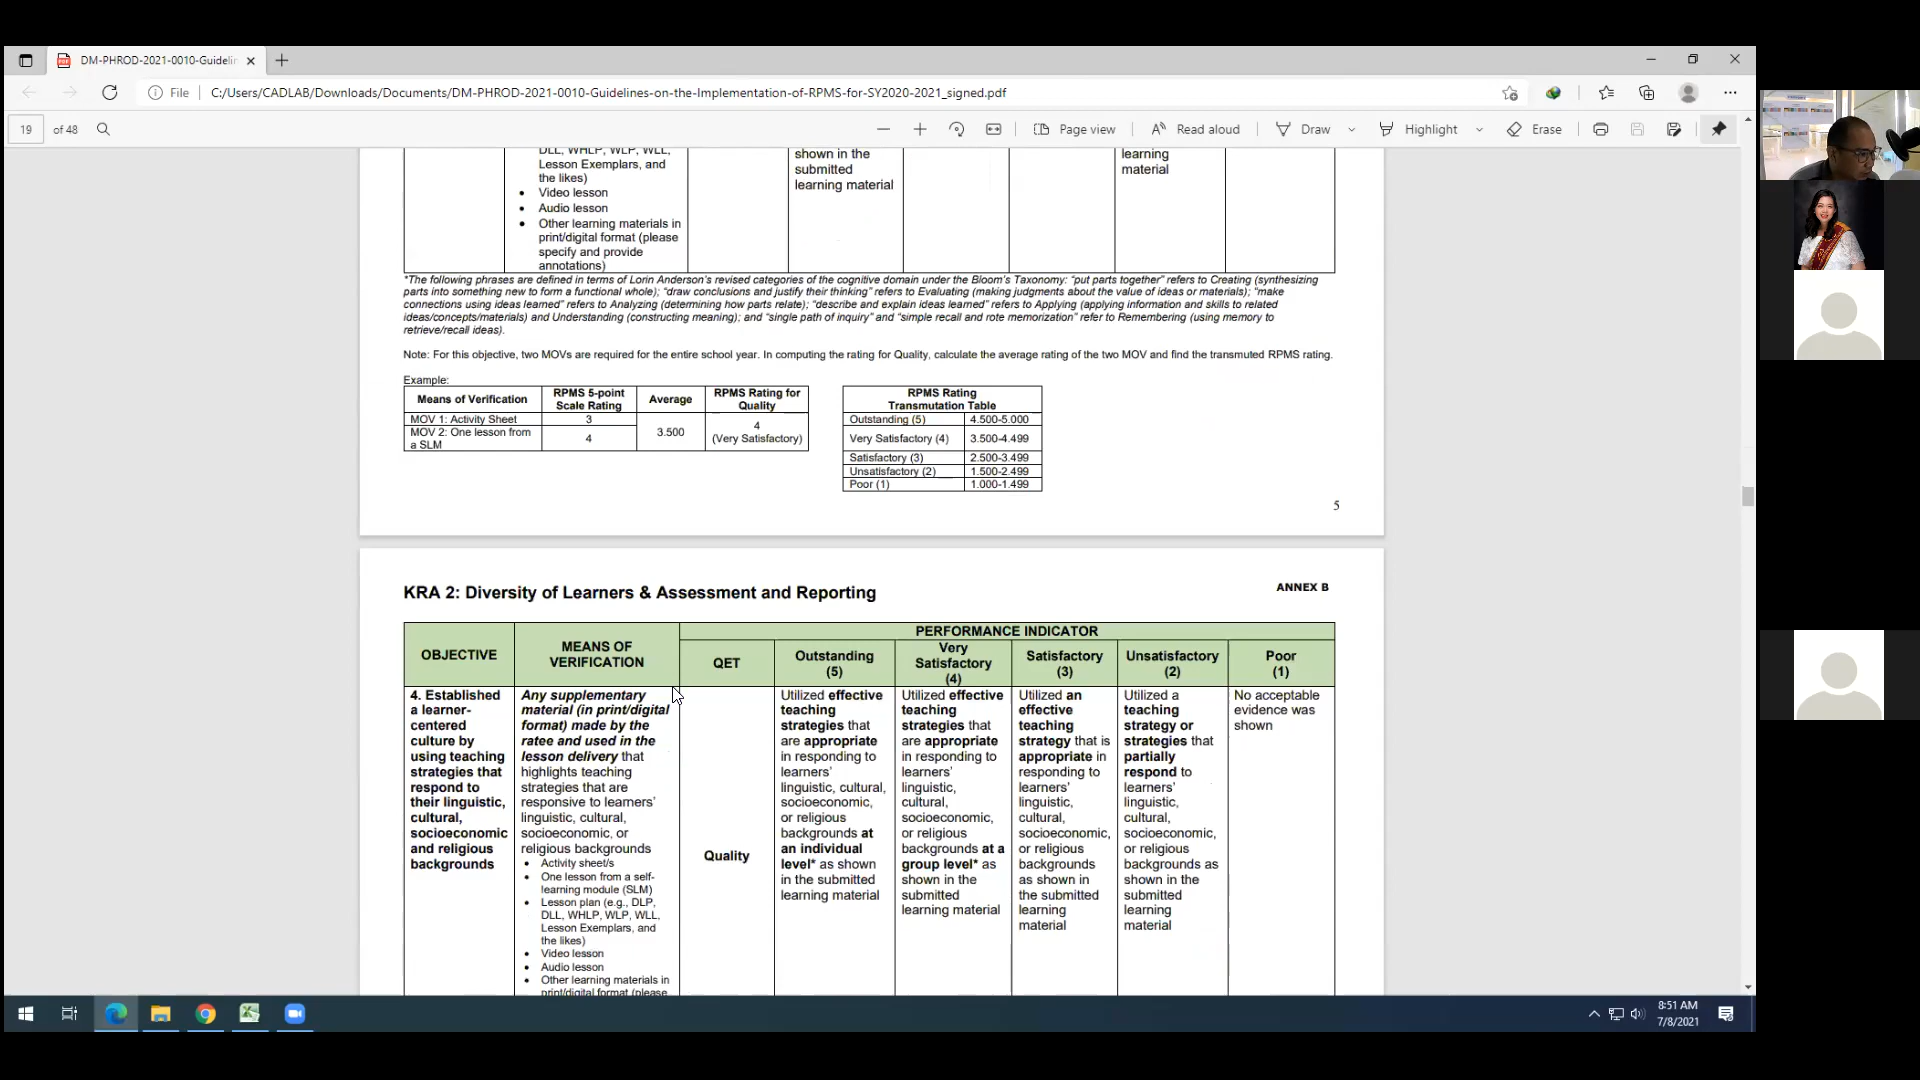 DM-PHROD-2021-0010-Guidelin
File
C:/Users/CADLAB/Downloads/Documents/DM-PHROD-2021-0010-Guidelines-on-the-Implementation-of-RPMS-for-SY2020-2021_signed.pdf
19 of 48
Page view
Read aloud
Draw
Highlight
Erase
DLL, WHLP, WLP, WLL,
Lesson Exemplars, and
the likes)
• Video lesson
• Audio lesson
• Other learning materials in
print/digital format (please
specify and provide
annotations)
shown in the
submitted
learning material
learning
material
*The following phrases are defined in terms of Lorin Anderson's revised categories of the cognitive domain under the Bloom's Taxonomy: "put parts together" refers to Creating (synthesizing
parts into something new to form a functional whole); "draw conclusions and justify their thinking" refers to Evaluating (making judgments about the value of ideas or materials); "make
connections using ideas learned" refers to Analyzing (determining how parts relate); "describe and explain ideas learned" refers to Applying (applying information and skills to related
ideas/concepts/materials) and Understanding (constructing meaning); and "single path of inquiry" and "simple recall and rote memorization" refer to Remembering (using memory to
retrieve/recall ideas).
Note: For this objective, two MOVs are required for the entire school year. In computing the rating for Quality, calculate the average rating of the two MOV and find the transmuted RPMS rating.
Example:
Means of Verification
RPMS 5-point
Scale Rating
Average
RPMS Rating for
Quality
MOV 1: Activity Sheet
3
MOV 2: One lesson from
a SLM
4
3.500
4
(Very Satisfactory)
RPMS Rating
Transmutation Table
Outstanding (5) 4.500-5.000
Very Satisfactory (4) 3.500-4.499
Satisfactory (3) 2.500-3.499
Unsatisfactory (2) 1.500-2.499
Poor (1) 1.000-1.499
5
KRA 2: Diversity of Learners & Assessment and Reporting
ANNEX B
OBJECTIVE
MEANS OF
VERIFICATION
PERFORMANCE INDICATOR
QET
Outstanding
(5)
Very
Satisfactory
(4)
Satisfactory
(3)
Unsatisfactory
(2)
Poor
(1)
4. Established
a learner-
centered
culture by
using teaching
strategies that
respond to
their linguistic,
cultural,
socioeconomic
and religious
backgrounds
Any supplementary
material (in print/digital
format) made by the
ratee and used in the
lesson delivery that
highlights teaching
strategies that are
responsive to learners'
linguistic, cultural,
socioeconomic, or
religious backgrounds
• Activity sheet/s
• One lesson from a self-
learning module (SLM)
• Lesson plan (e.g., DLP,
DLL, WHLP, WLP, WLL,
Lesson Exemplars, and
the likes)
• Video lesson
• Audio lesson
• Other learning materials in
print/digital format (please
Quality
Utilized effective
teaching
strategies that
are appropriate
in responding to
learners'
linguistic, cultural,
socioeconomic,
or religious
backgrounds at
an individual
level* as shown
in the submitted
learning material
Utilized effective
teaching
strategies that
are appropriate
in responding to
learners'
linguistic,
cultural,
socioeconomic,
or religious
backgrounds at a
group level* as
shown in the
submitted
learning material
Utilized an
effective
teaching
strategy that is
appropriate in
responding to
learners'
linguistic,
cultural,
socioeconomic,
or religious
backgrounds
as shown in
the submitted
learning
material
Utilized a
teaching
strategy or
strategies that
partially
respond to
learners'
linguistic,
cultural,
socioeconomic,
or religious
backgrounds as
shown in the
submitted
learning
material
No acceptable
evidence was
shown
8:51 AM
7/8/2021